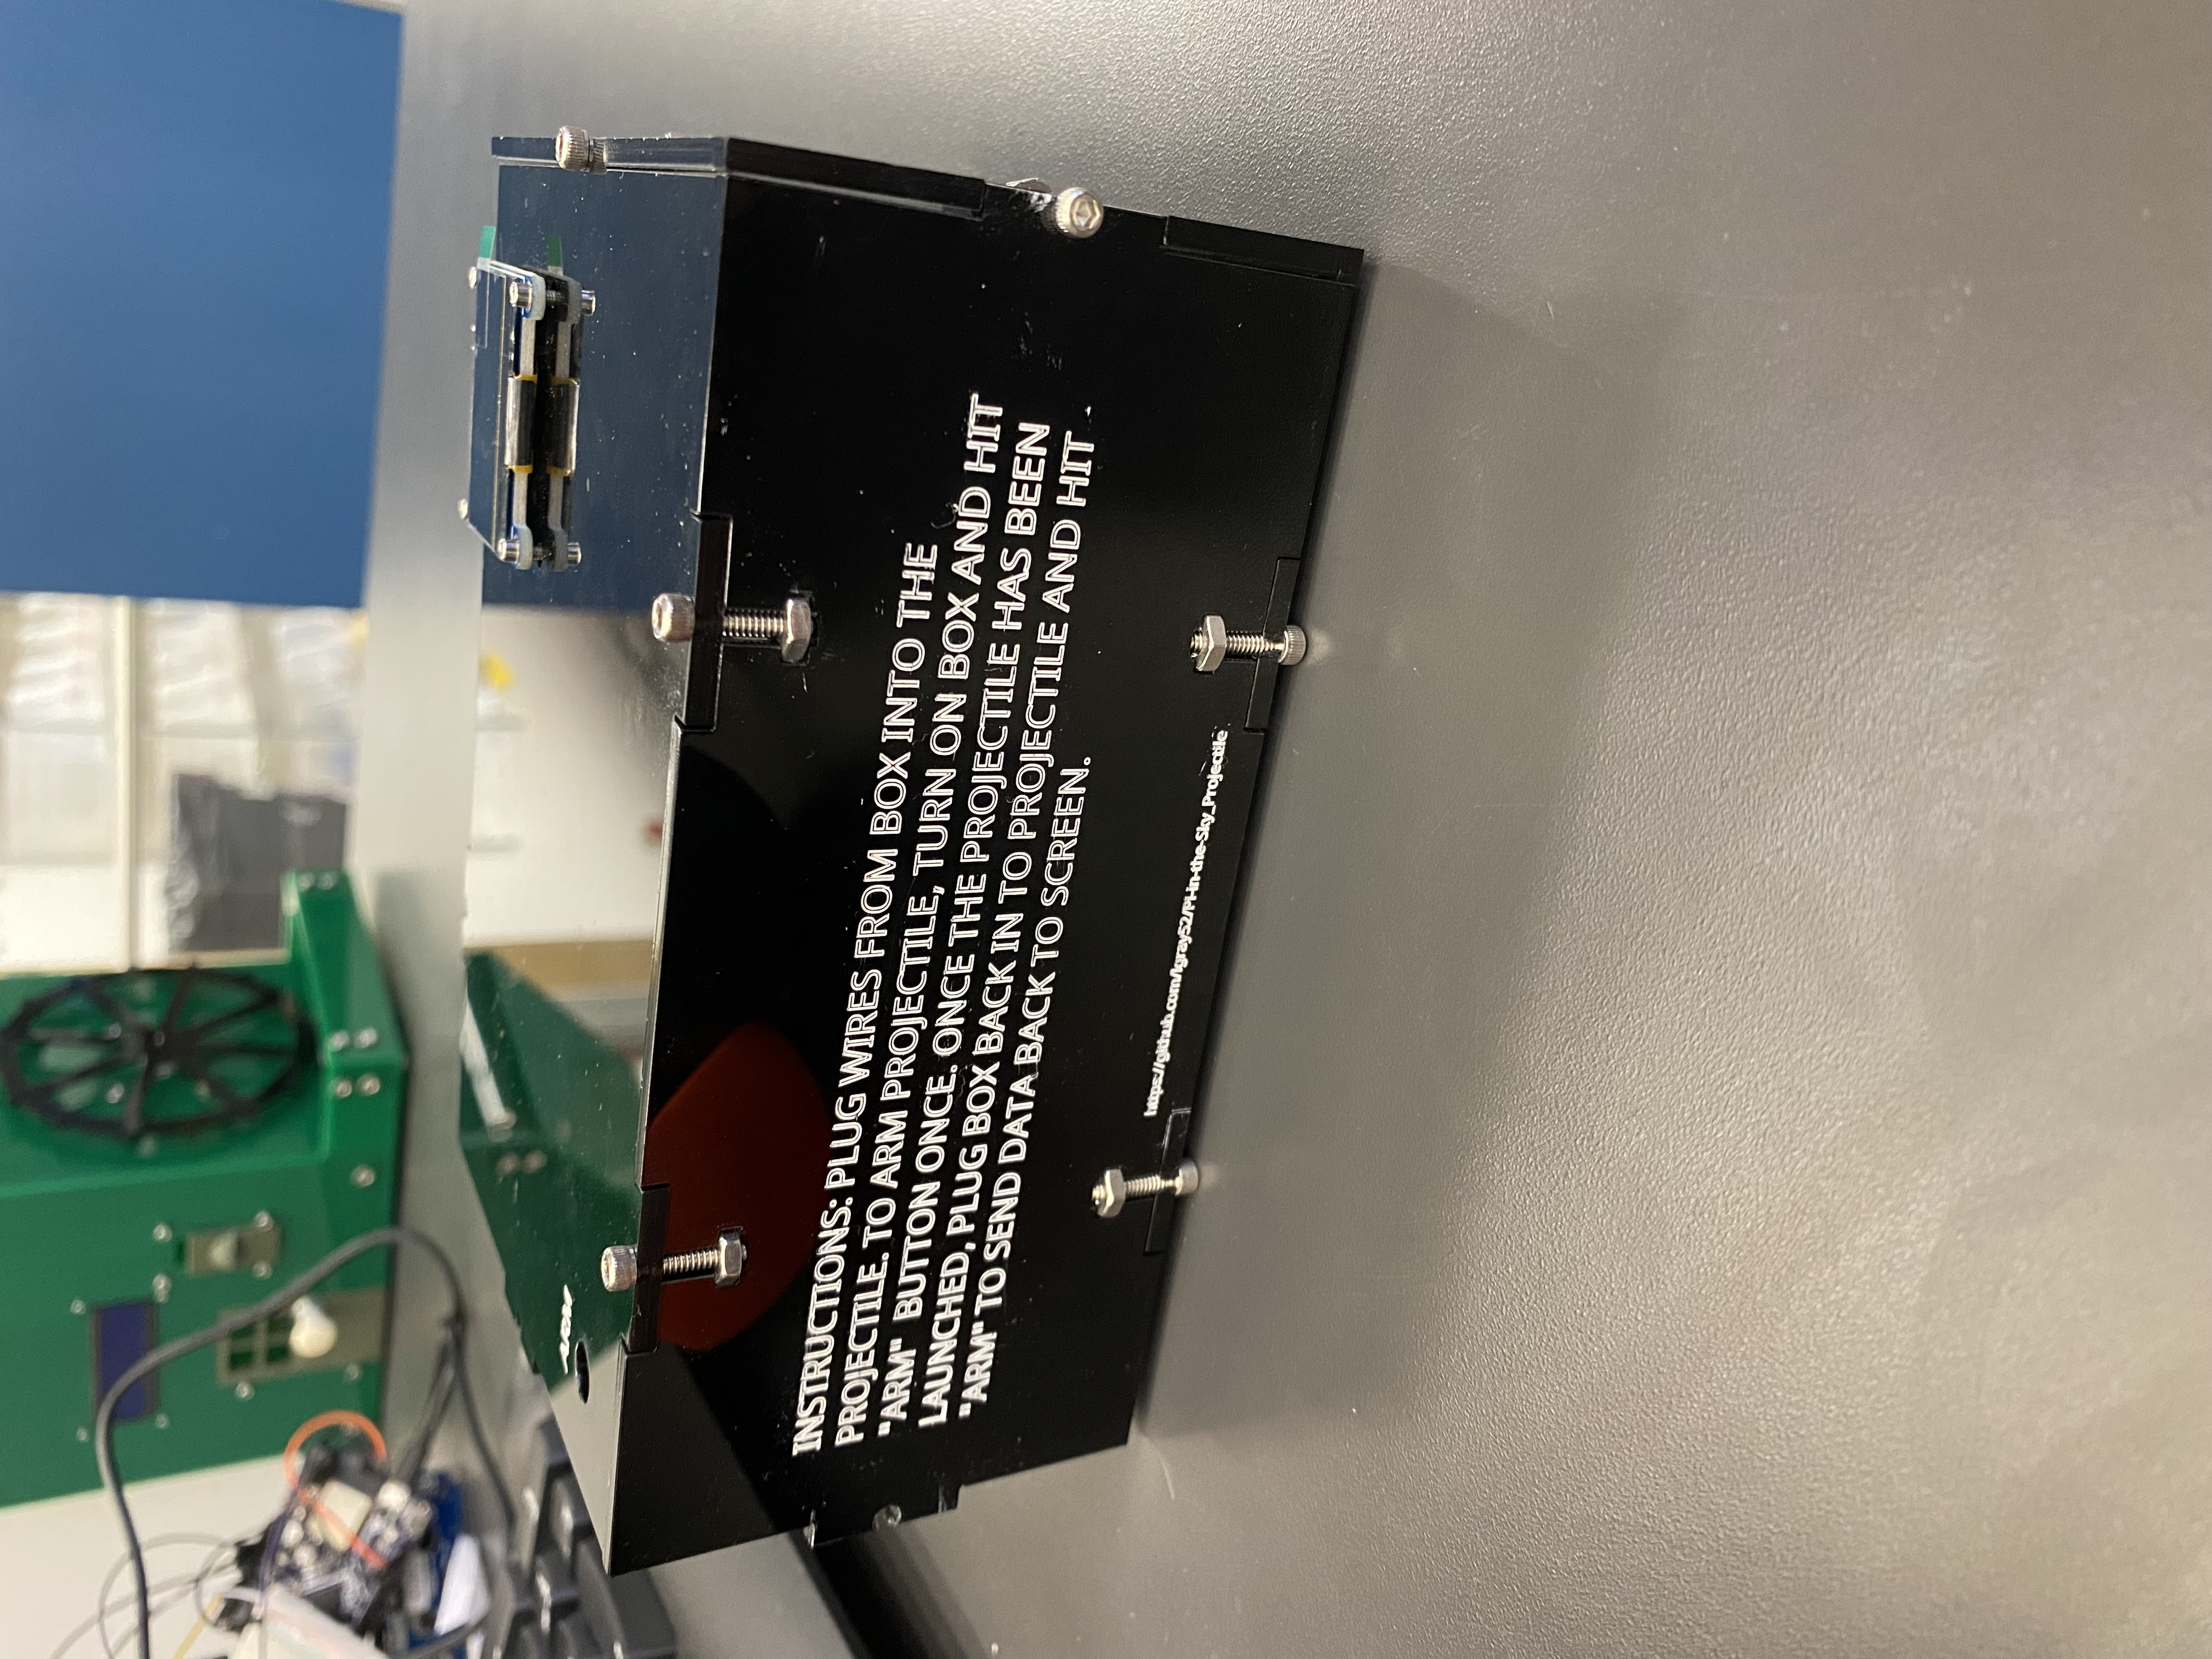 ARM
INSTRUCTIONS: PLUG WIRES FROM BOX INTO THE
PROJECTILE. TO ARM PROJECTILE, TURN ON BOX AND HIT
"ARM" BUTTON ONCE. ONCE THE PROJECTILE HAS BEEN
LAUNCHED, PLUG BOX BACK IN TO PROJECTILE AND HIT
"ARM" TO SEND DATA BACK TO SCREEN.
https://github.com/lgray52/Pi-in-the-Sky_Projectile